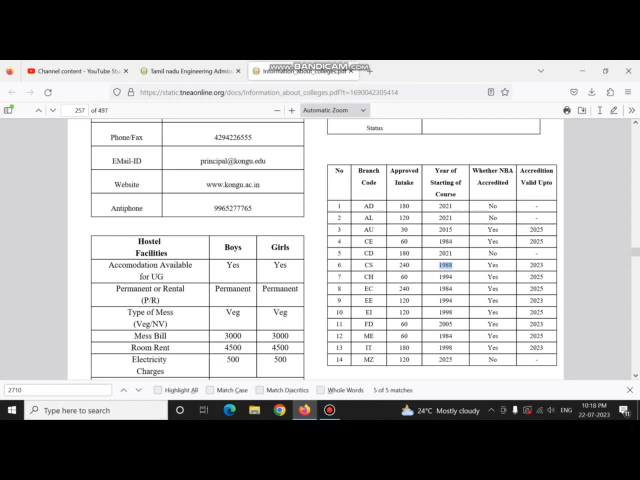 www.BANDICAM.com
Channel content - YouTube Stu
Tamil nadu Engineering Admiss
Information_about_colleges.pdf
https://static.tneaonline.org/docs/Information_about_colleges.pdf?t=1690042305414
257 of 497
Automatic Zoom
Phone/Fax 4294226555
EMail-ID principal@kongu.edu
Website www.kongu.ac.in
Antiphone 9965277765
Hostel Facilities Boys Girls
Accomodation Available for UG Yes Yes
Permanent or Rental (P/R) Permanent Permanent
Type of Mess (Veg/NV) Veg Veg
Mess Bill 3000 3000
Room Rent 4500 4500
Electricity Charges 500 500
Status
No Branch Code Approved Intake Year of Starting of Course Whether NBA Accredited Accredition Valid Upto
1 AD 180 2021 No -
2 AL 120 2021 No -
3 AU 30 2015 Yes 2025
4 CE 60 1984 Yes 2025
5 CD 180 2021 No -
6 CS 240 1988 Yes 2023
7 CH 60 1994 Yes 2025
8 EC 240 1984 Yes 2025
9 EE 120 1994 Yes 2023
10 EI 120 1998 Yes 2025
11 FD 60 2005 Yes 2023
12 ME 60 1984 Yes 2025
13 IT 180 1998 Yes 2023
14 MZ 120 2025 No -
2710
Highlight All Match Case Match Diacritics Whole Words 5 of 5 matches
Type here to search
24°C Mostly cloudy
ENG
10:18 PM
22-07-2023